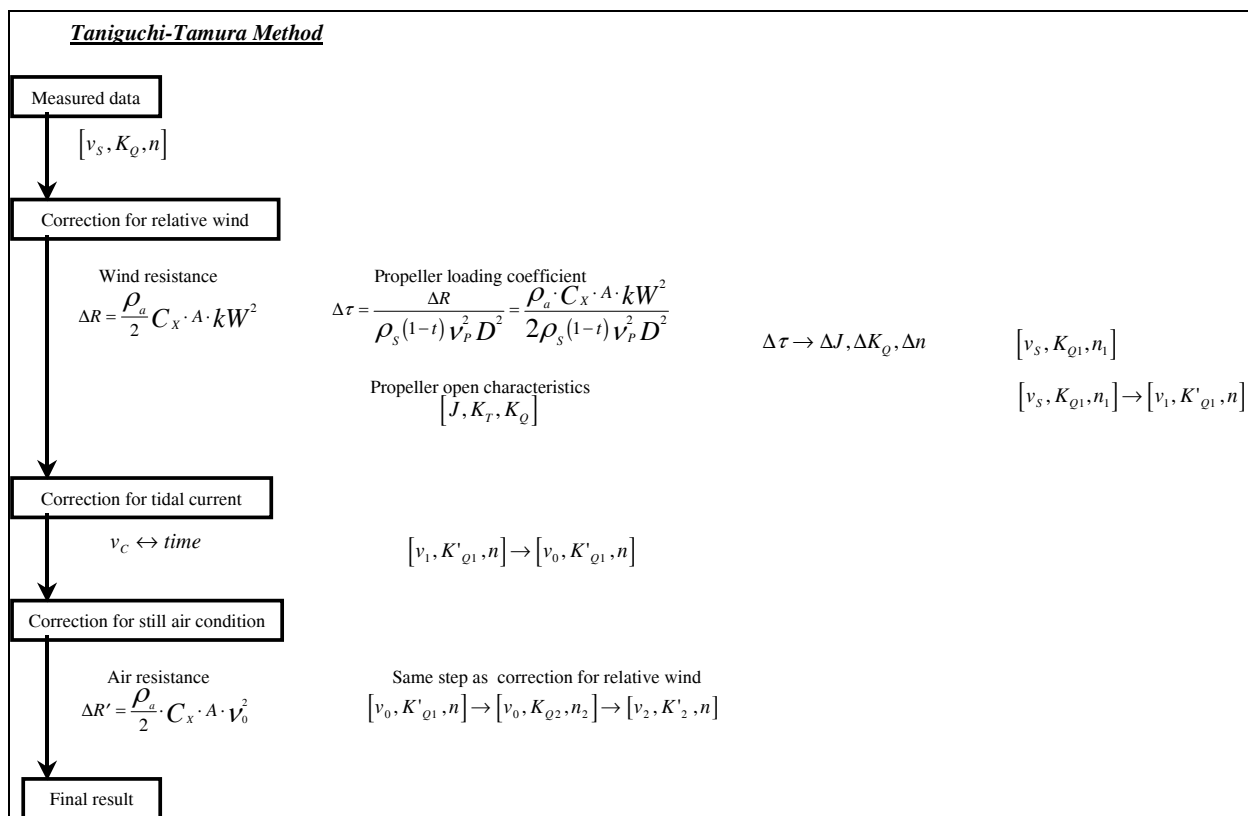 Taniguchi-Tamura Method
Measured data
[v_S, K_Q, n]
Correction for relative wind
Wind resistance
ΔR = ρ_a/2 C_X · A · kW²
Propeller loading coefficient
Δτ = ΔR / (ρ_S (1−t) ν_P² D²) = ρ_a · C_X · A · kW² / (2ρ_S (1−t) ν_P² D²)
Δτ → ΔJ, ΔK_Q, Δn
[v_S, K_Q1, n_1]
Propeller open characteristics
[J, K_T, K_Q]
[v_S, K_Q1, n_1] → [v_1, K'_Q1, n]
Correction for tidal current
v_C ↔ time
[v_1, K'_Q1, n] → [v_0, K'_Q1, n]
Correction for still air condition
Air resistance
ΔR′ = ρ_a/2 · C_X · A · ν_0²
Same step as correction for relative wind
[v_0, K'_Q1, n] → [v_0, K_Q2, n_2] → [v_2, K'_2, n]
Final result